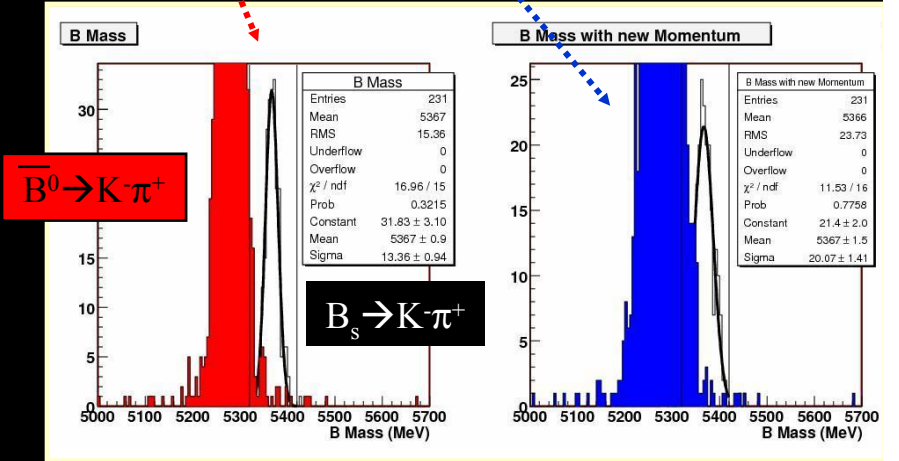 B Mass
B Mass
Entries 231
Mean 5367
RMS 15.36
Underflow 0
Overflow 0
χ² / ndf 16.96 / 15
Prob 0.3215
Constant 31.83 ± 3.10
Mean 5367 ± 0.9
Sigma 13.36 ± 0.94
30
15
10
5
0
5000 5100 5200 5300 5400 5500 5600 5700
B Mass (MeV)
B̅⁰→K⁻π⁺
Bₛ→K⁻π⁺
B Mass with new Momentum
B Mass with new Momentum
Entries 231
Mean 5366
RMS 23.73
Underflow 0
Overflow 0
χ² / ndf 11.53 / 16
Prob 0.7758
Constant 21.4 ± 2.0
Mean 5367 ± 1.5
Sigma 20.07 ± 1.41
25
20
15
10
5
0
5000 5100 5200 5300 5400 5500 5600 5700
B Mass (MeV)